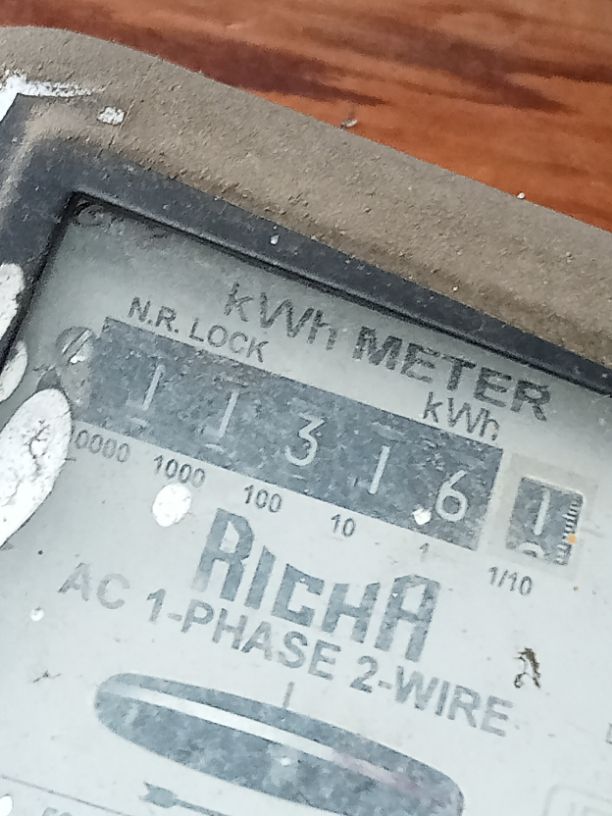 kWh METER
N.R. LOCK
kWh
1 1 3 1 6 1
0000 1000 100 10 1 1/10
RICHA
AC 1-PHASE 2-WIRE